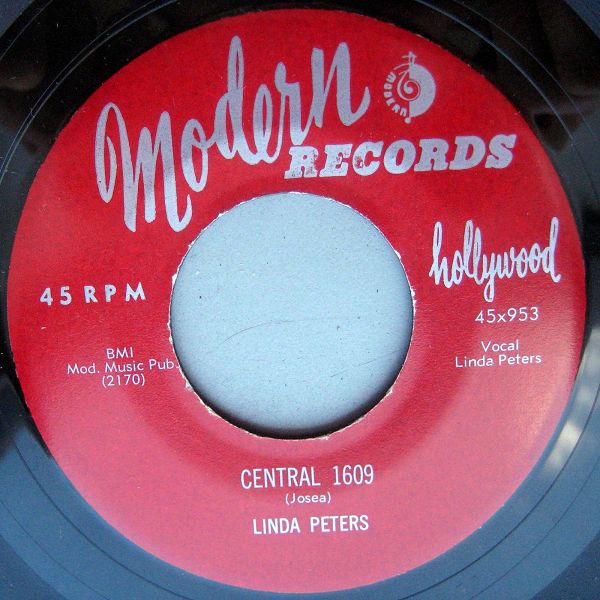 Modern
MODERN
RECORDS
hollywood
45 RPM
45x953
BMI
Mod. Music Pub.
(2170)
Vocal
Linda Peters
CENTRAL 1609
(Josea)
LINDA PETERS